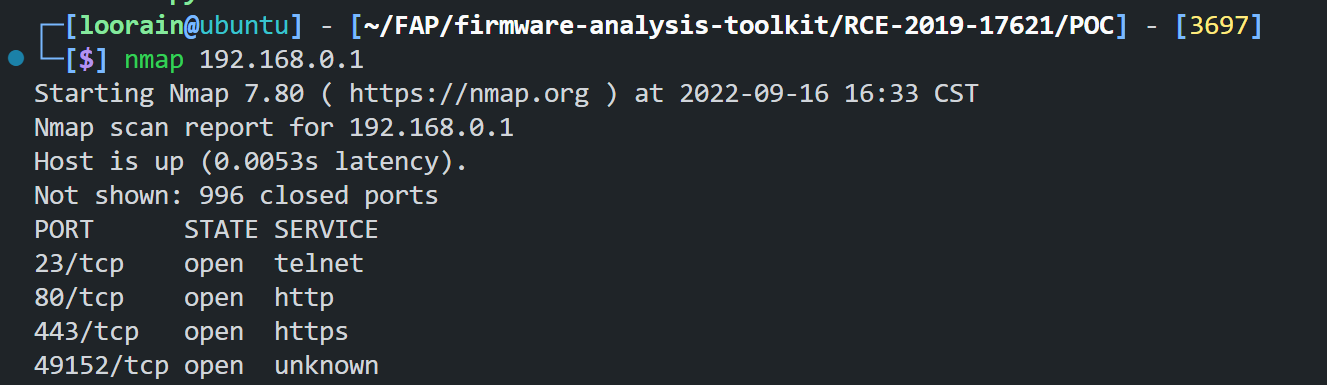 [loorain@ubuntu] - [~/FAP/firmware-analysis-toolkit/RCE-2019-17621/POC] - [3697]
[$] nmap 192.168.0.1
Starting Nmap 7.80 ( https://nmap.org ) at 2022-09-16 16:33 CST
Nmap scan report for 192.168.0.1
Host is up (0.0053s latency).
Not shown: 996 closed ports
PORT      STATE SERVICE
23/tcp    open  telnet
80/tcp    open  http
443/tcp   open  https
49152/tcp open  unknown